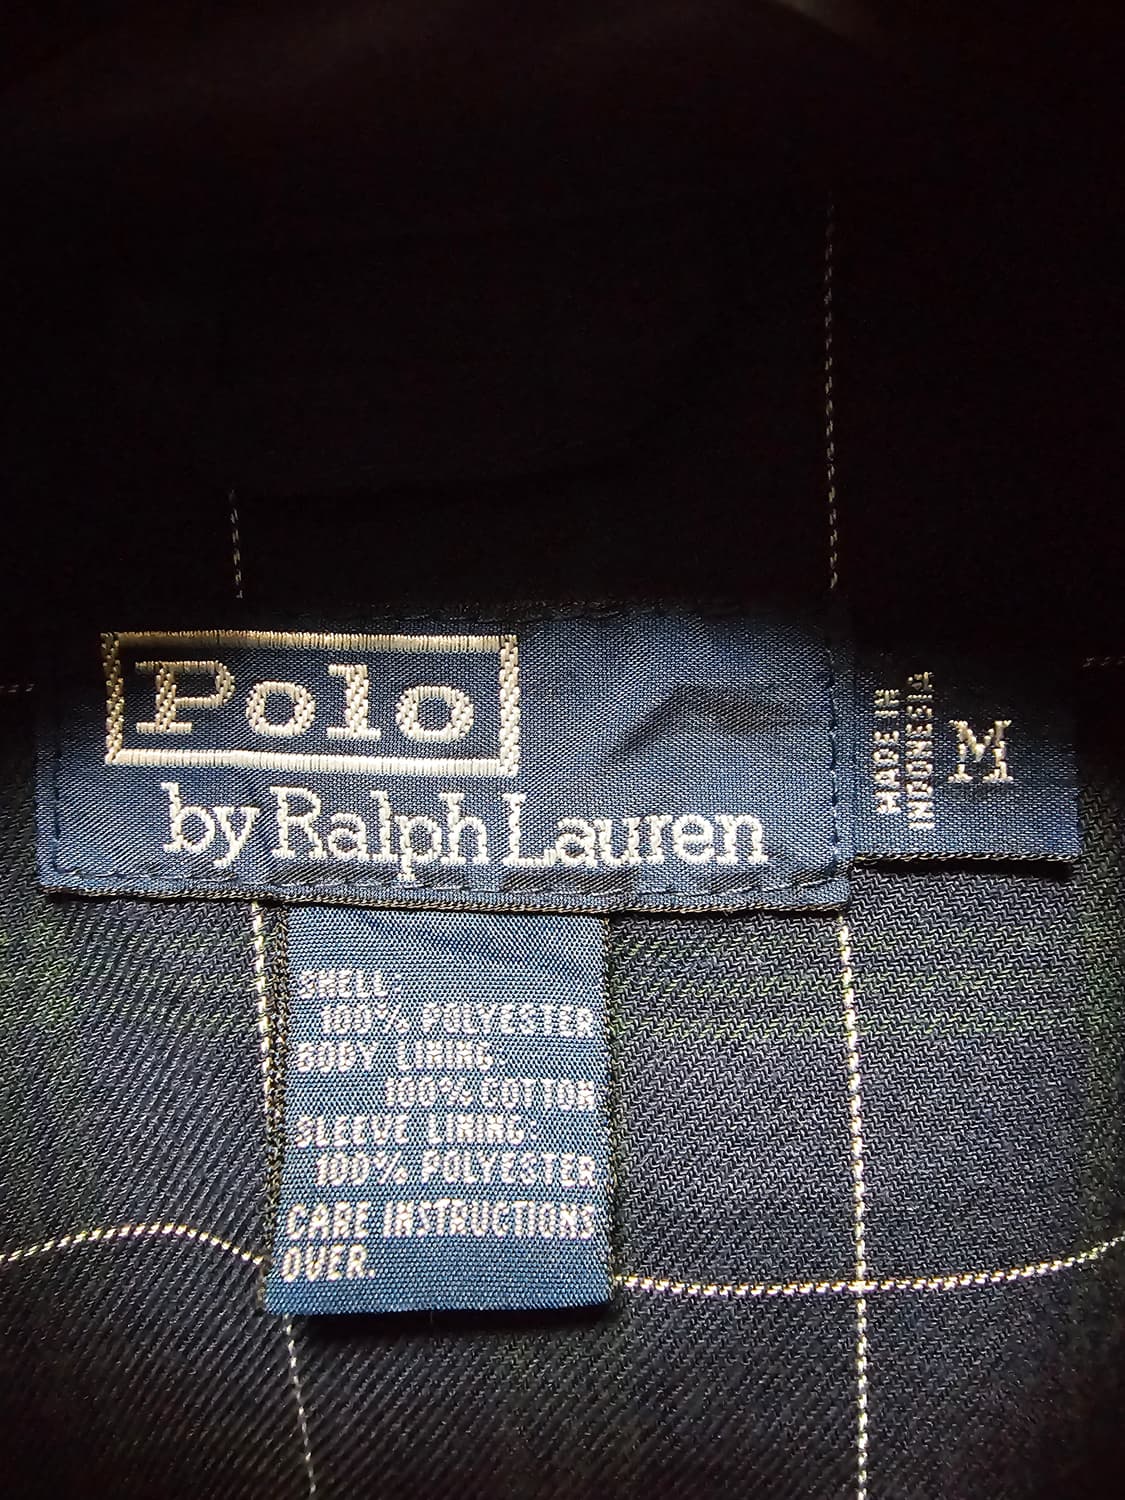 Polo
by Ralph Lauren
MADE IN
INDONESIA
M
SHELL:
100% POLYESTER
BODY LINING:
100% COTTON
SLEEVE LINING:
100% POLYESTER
CARE INSTRUCTIONS
OVER.